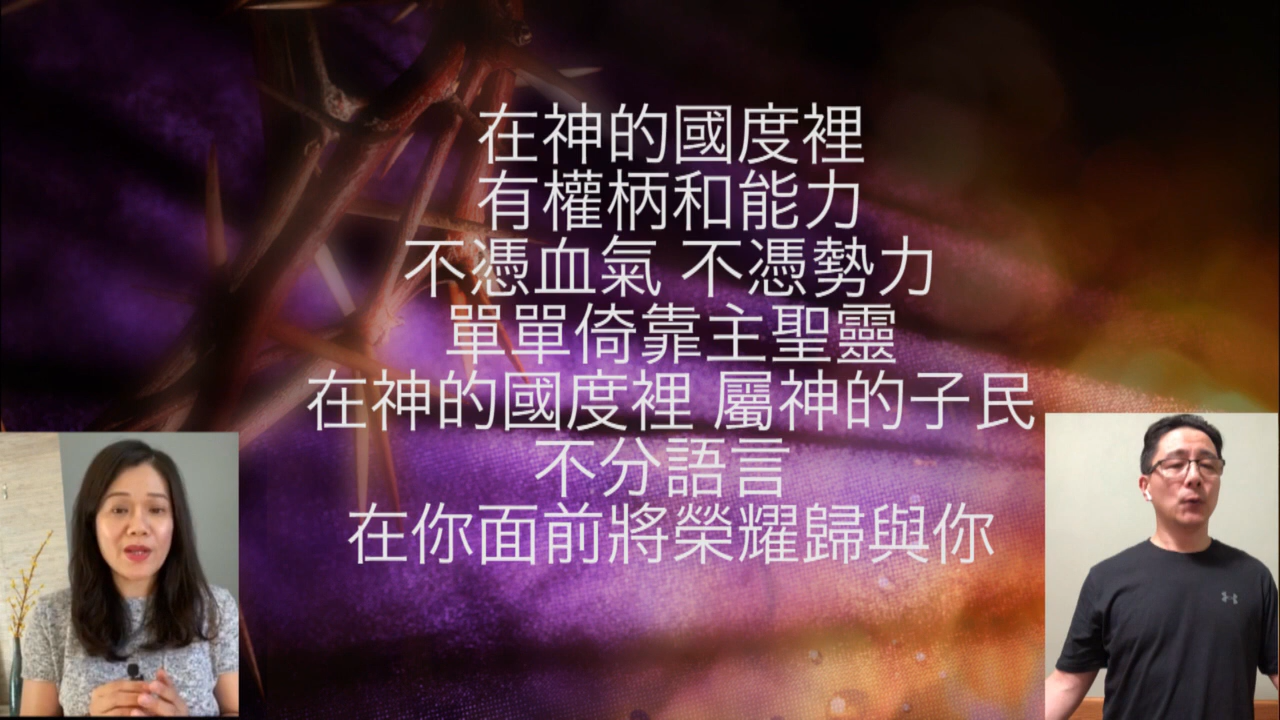 在神的國度裡
有權柄和能力
不憑血氣 不憑勢力
單單倚靠主聖靈
在神的國度裡 屬神的子民
不分語言
在你面前將榮耀歸與你